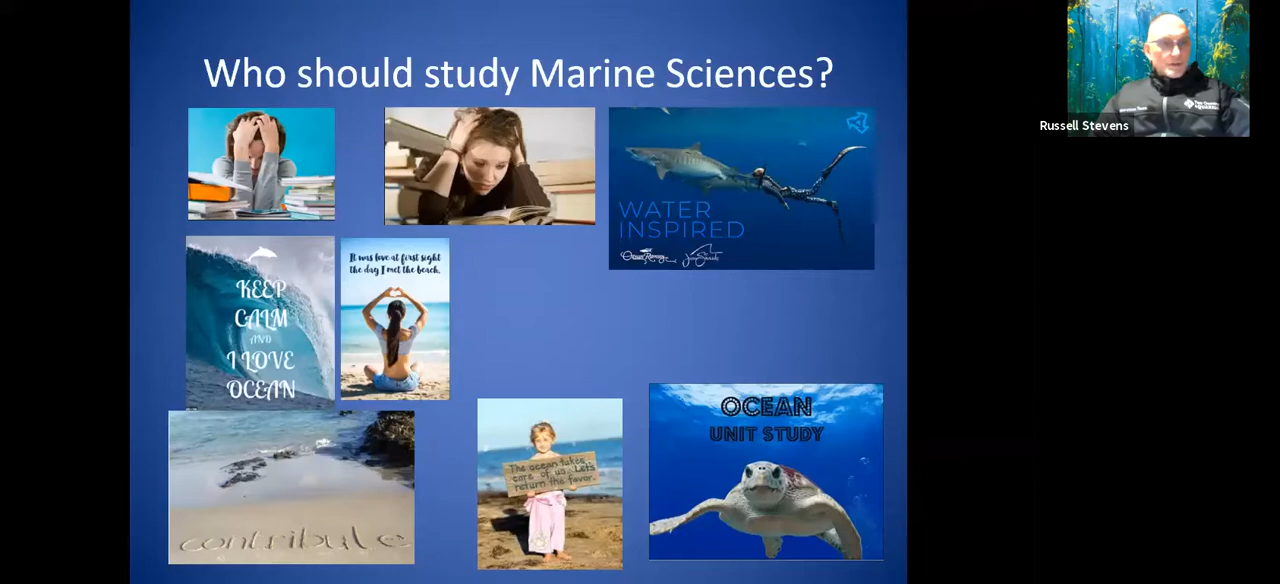 Who should study Marine Sciences?
Russell Stevens
WATER
INSPIRED
KEEP
CALM
AND
I LOVE
OCEAN
It was love at first sight
the day I met the beach.
contribute
The ocean takes
care of us. Let's
return the favor.
OCEAN
UNIT STUDY